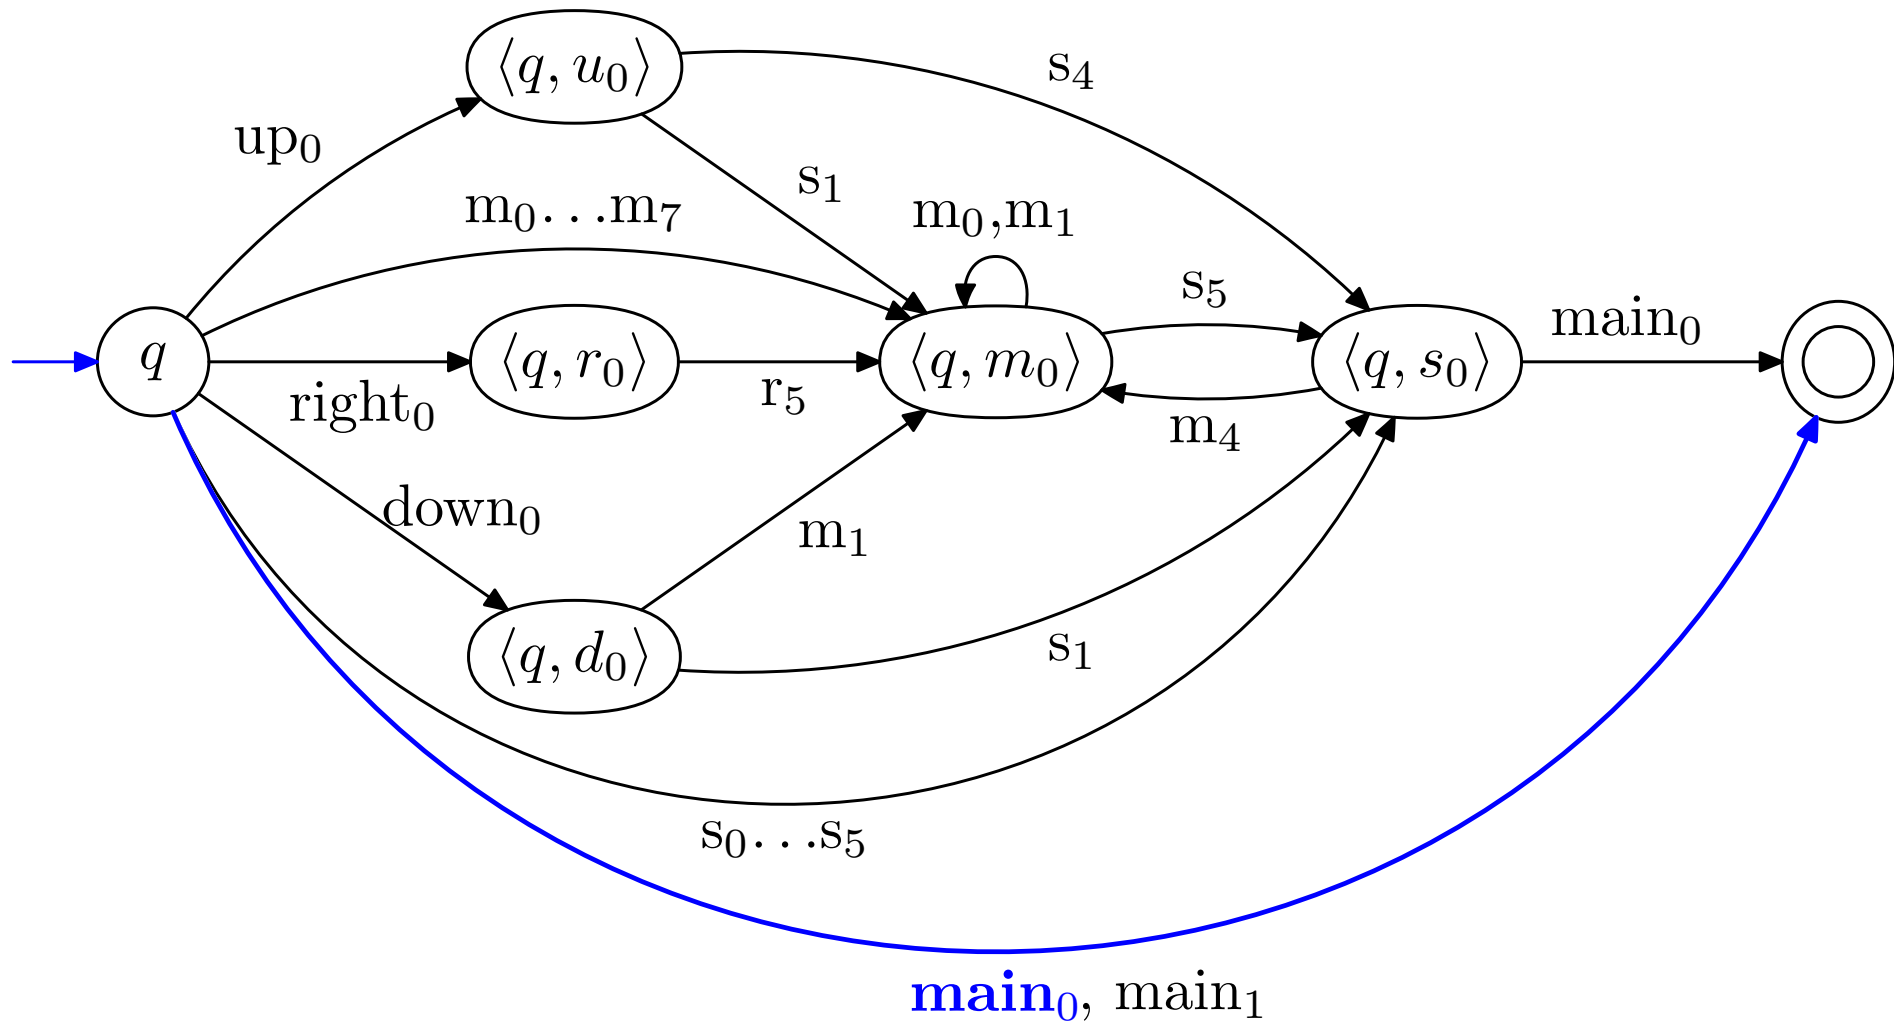 ⟨q, u₀⟩
s₄
up₀
s₁
m₀…m₇
m₀,m₁
s₅
main₀
q
⟨q, r₀⟩
⟨q, m₀⟩
⟨q, s₀⟩
right₀
r₅
m₄
down₀
m₁
⟨q, d₀⟩
s₁
s₀…s₅
main₀, main₁